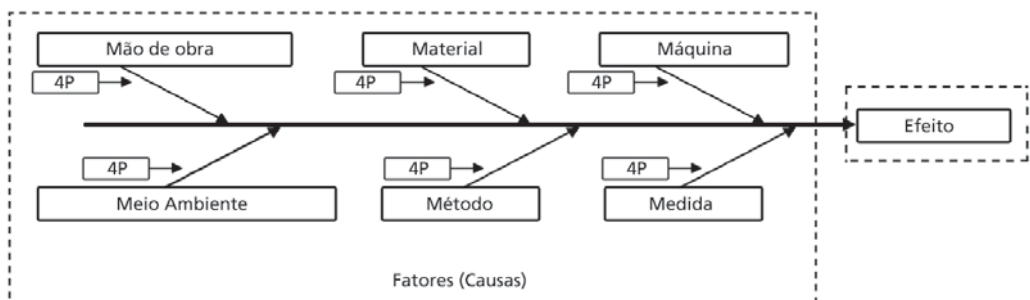 Mão de obra
Material
Máquina
4P
4P
4P
Efeito
4P
4P
4P
Meio Ambiente
Método
Medida
Fatores (Causas)